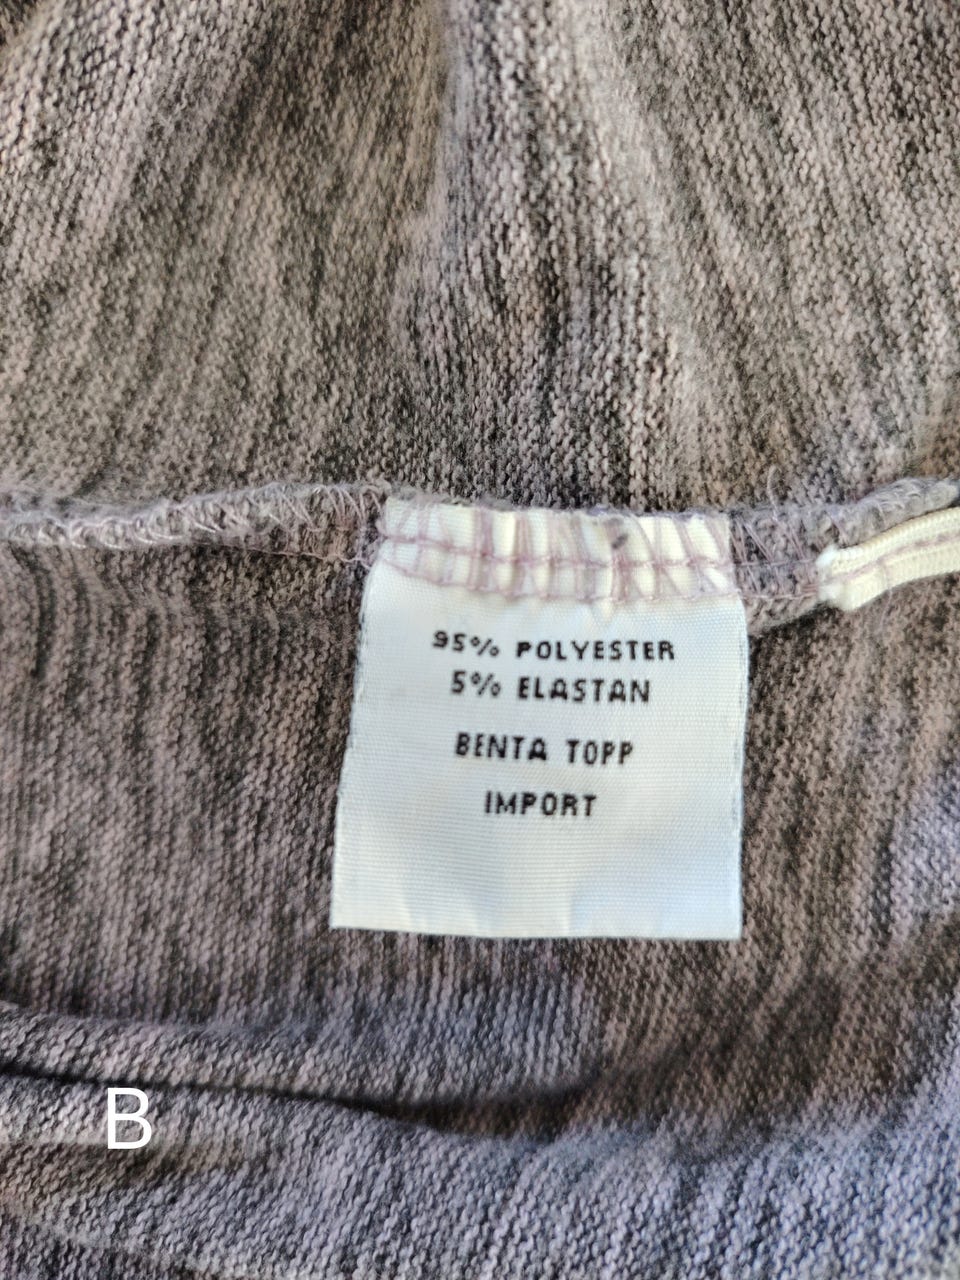 95% POLYESTER
5% ELASTAN
BENTA TOPP
IMPORT
B